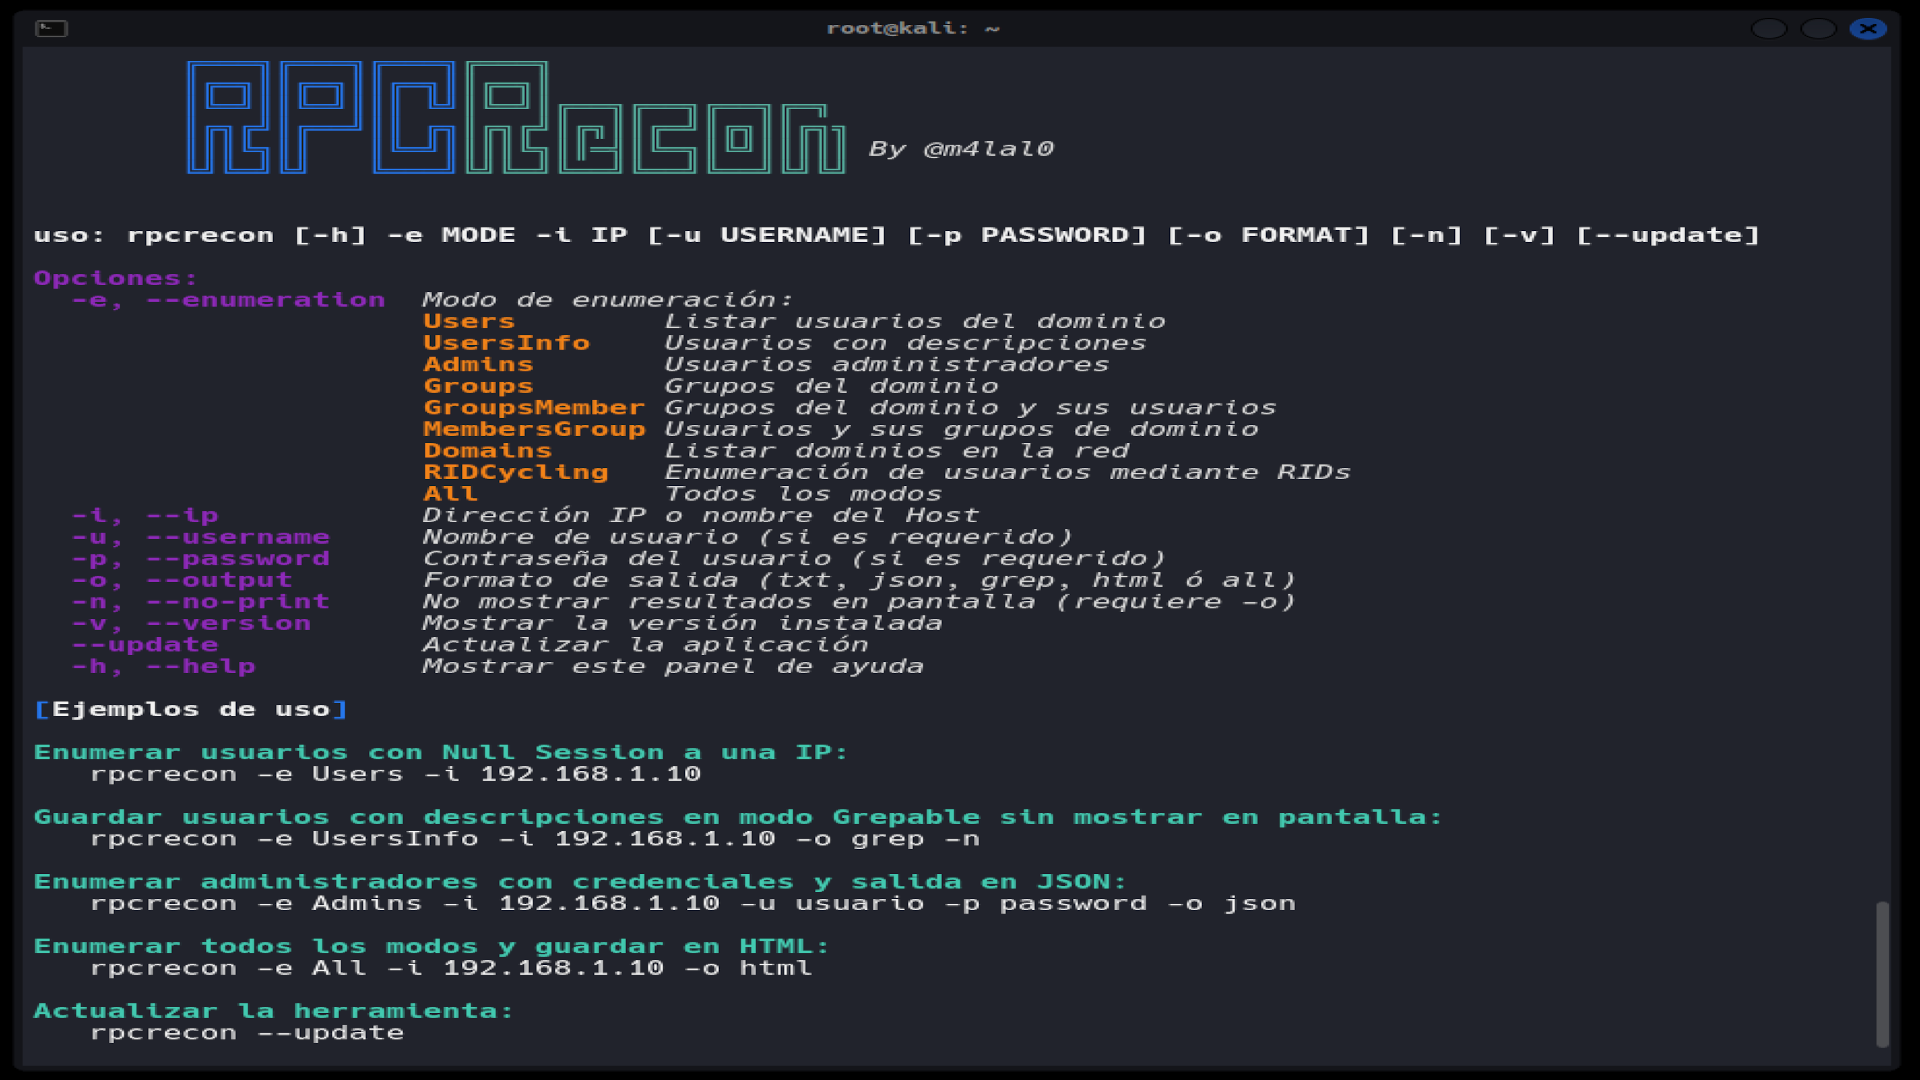 root@kali: ~
RPCRecon By @m4lal0
uso: rpcrecon [-h] -e MODE -i IP [-u USERNAME] [-p PASSWORD] [-o FORMAT] [-n] [-v] [--update]
Opciones:
-e, --enumeration Modo de enumeración:
Users Listar usuarios del dominio
UsersInfo Usuarios con descripciones
Admins Usuarios administradores
Groups Grupos del dominio
GroupsMember Grupos del dominio y sus usuarios
MembersGroup Usuarios y sus grupos de dominio
Domains Listar dominios en la red
RIDCycling Enumeración de usuarios mediante RIDs
All Todos los modos
-i, --ip Dirección IP o nombre del Host
-u, --username Nombre de usuario (si es requerido)
-p, --password Contraseña del usuario (si es requerido)
-o, --output Formato de salida (txt, json, grep, html ó all)
-n, --no-print No mostrar resultados en pantalla (requiere -o)
-v, --version Mostrar la versión instalada
--update Actualizar la aplicación
-h, --help Mostrar este panel de ayuda
[Ejemplos de uso]
Enumerar usuarios con Null Session a una IP:
rpcrecon -e Users -i 192.168.1.10
Guardar usuarios con descripciones en modo Grepable sin mostrar en pantalla:
rpcrecon -e UsersInfo -i 192.168.1.10 -o grep -n
Enumerar administradores con credenciales y salida en JSON:
rpcrecon -e Admins -i 192.168.1.10 -u usuario -p password -o json
Enumerar todos los modos y guardar en HTML:
rpcrecon -e All -i 192.168.1.10 -o html
Actualizar la herramienta:
rpcrecon --update